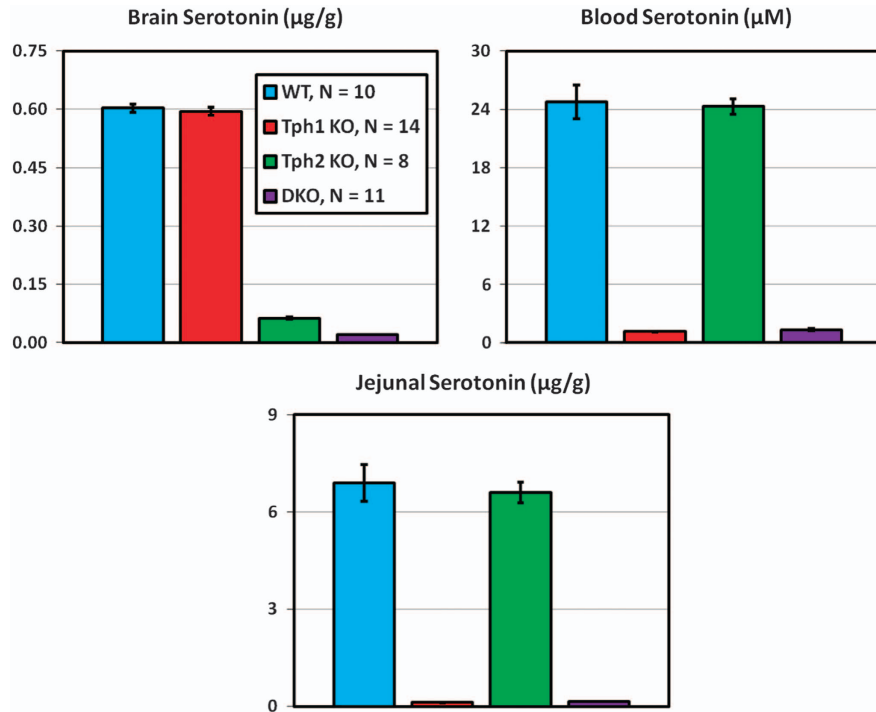 Brain Serotonin (µg/g)
0.75
0.60
0.45
0.30
0.15
0.00
WT, N = 10
Tph1 KO, N = 14
Tph2 KO, N = 8
DKO, N = 11
Blood Serotonin (µM)
30
24
18
12
6
0
Jejunal Serotonin (µg/g)
9
6
3
0